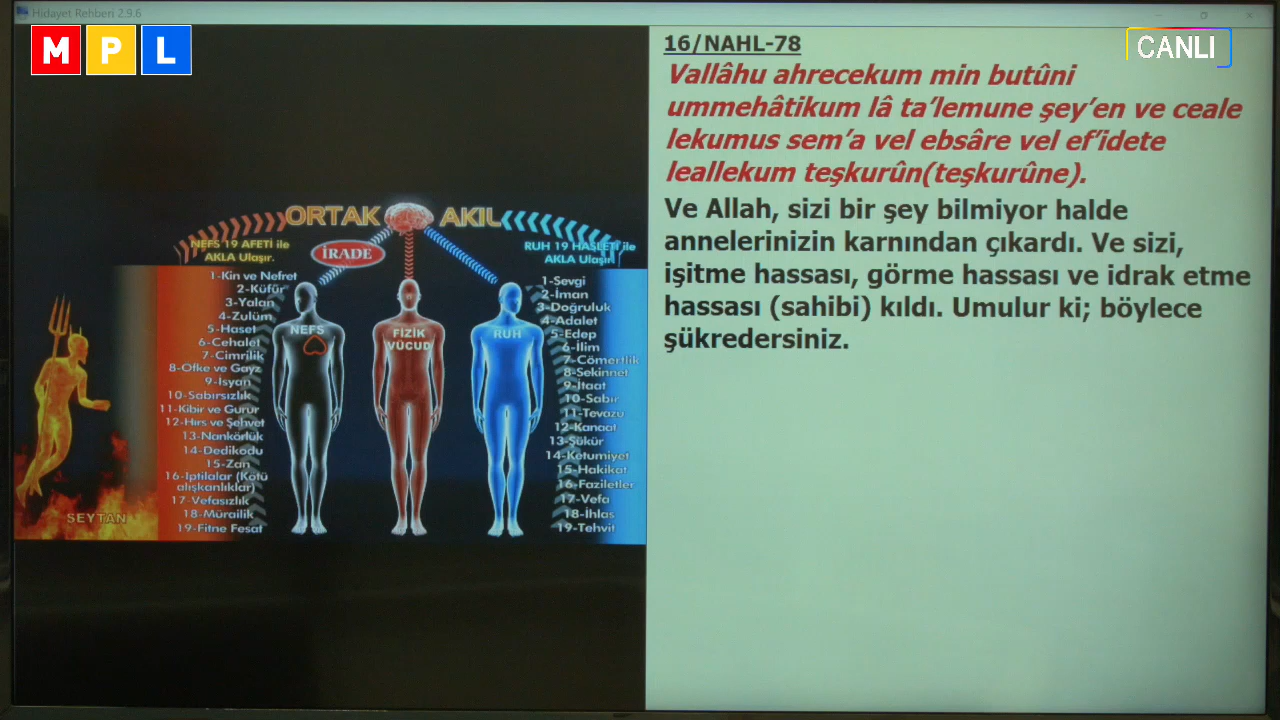 Hidayet Rehberi 2.9.6
M P L
CANLI
ORTAK AKIL
NEFS 19 AFETİ ile
AKLA Ulaşır.
İRADE
RUH 19 HASLETİ ile
AKLA Ulaşır.
1-Kin ve Nefret
2-Küfür
3-Yalan
4-Zulüm
5-Haset
6-Cehalet
7-Cimrilik
8-Öfke ve Gayz
9-İsyan
10-Sabırsızlık
11-Kibir ve Gurur
12-Hırs ve Şehvet
13-Nankörlük
14-Dedikodu
15-Zan
16-İptilalar (Kötü
alışkanlıklar)
17-Vefasızlık
18-Mürailik
19-Fitne Fesat
ŞEYTAN
NEFS
FİZİK
VÜCUD
RUH
1-Sevgi
2-İman
3-Doğruluk
4-Adalet
5-Edep
6-İlim
7-Cömertlik
8-Sekinnet
9-İtaat
10-Sabır
11-Tevazu
12-Kanaat
13-Şükür
14-Ketumiyet
15-Hakikat
16-Faziletler
17-Vefa
18-İhlas
19-Tehvit
16/NAHL-78
Vallâhu ahrecekum min butûni
ummehâtikum lâ ta’lemune şey’en ve ceale
lekumus sem’a vel ebsâre vel ef’idete
leallekum teşkurûn(teşkurûne).
Ve Allah, sizi bir şey bilmiyor halde
annelerinizin karnından çıkardı. Ve sizi,
işitme hassası, görme hassası ve idrak etme
hassası (sahibi) kıldı. Umulur ki; böylece
şükredersiniz.